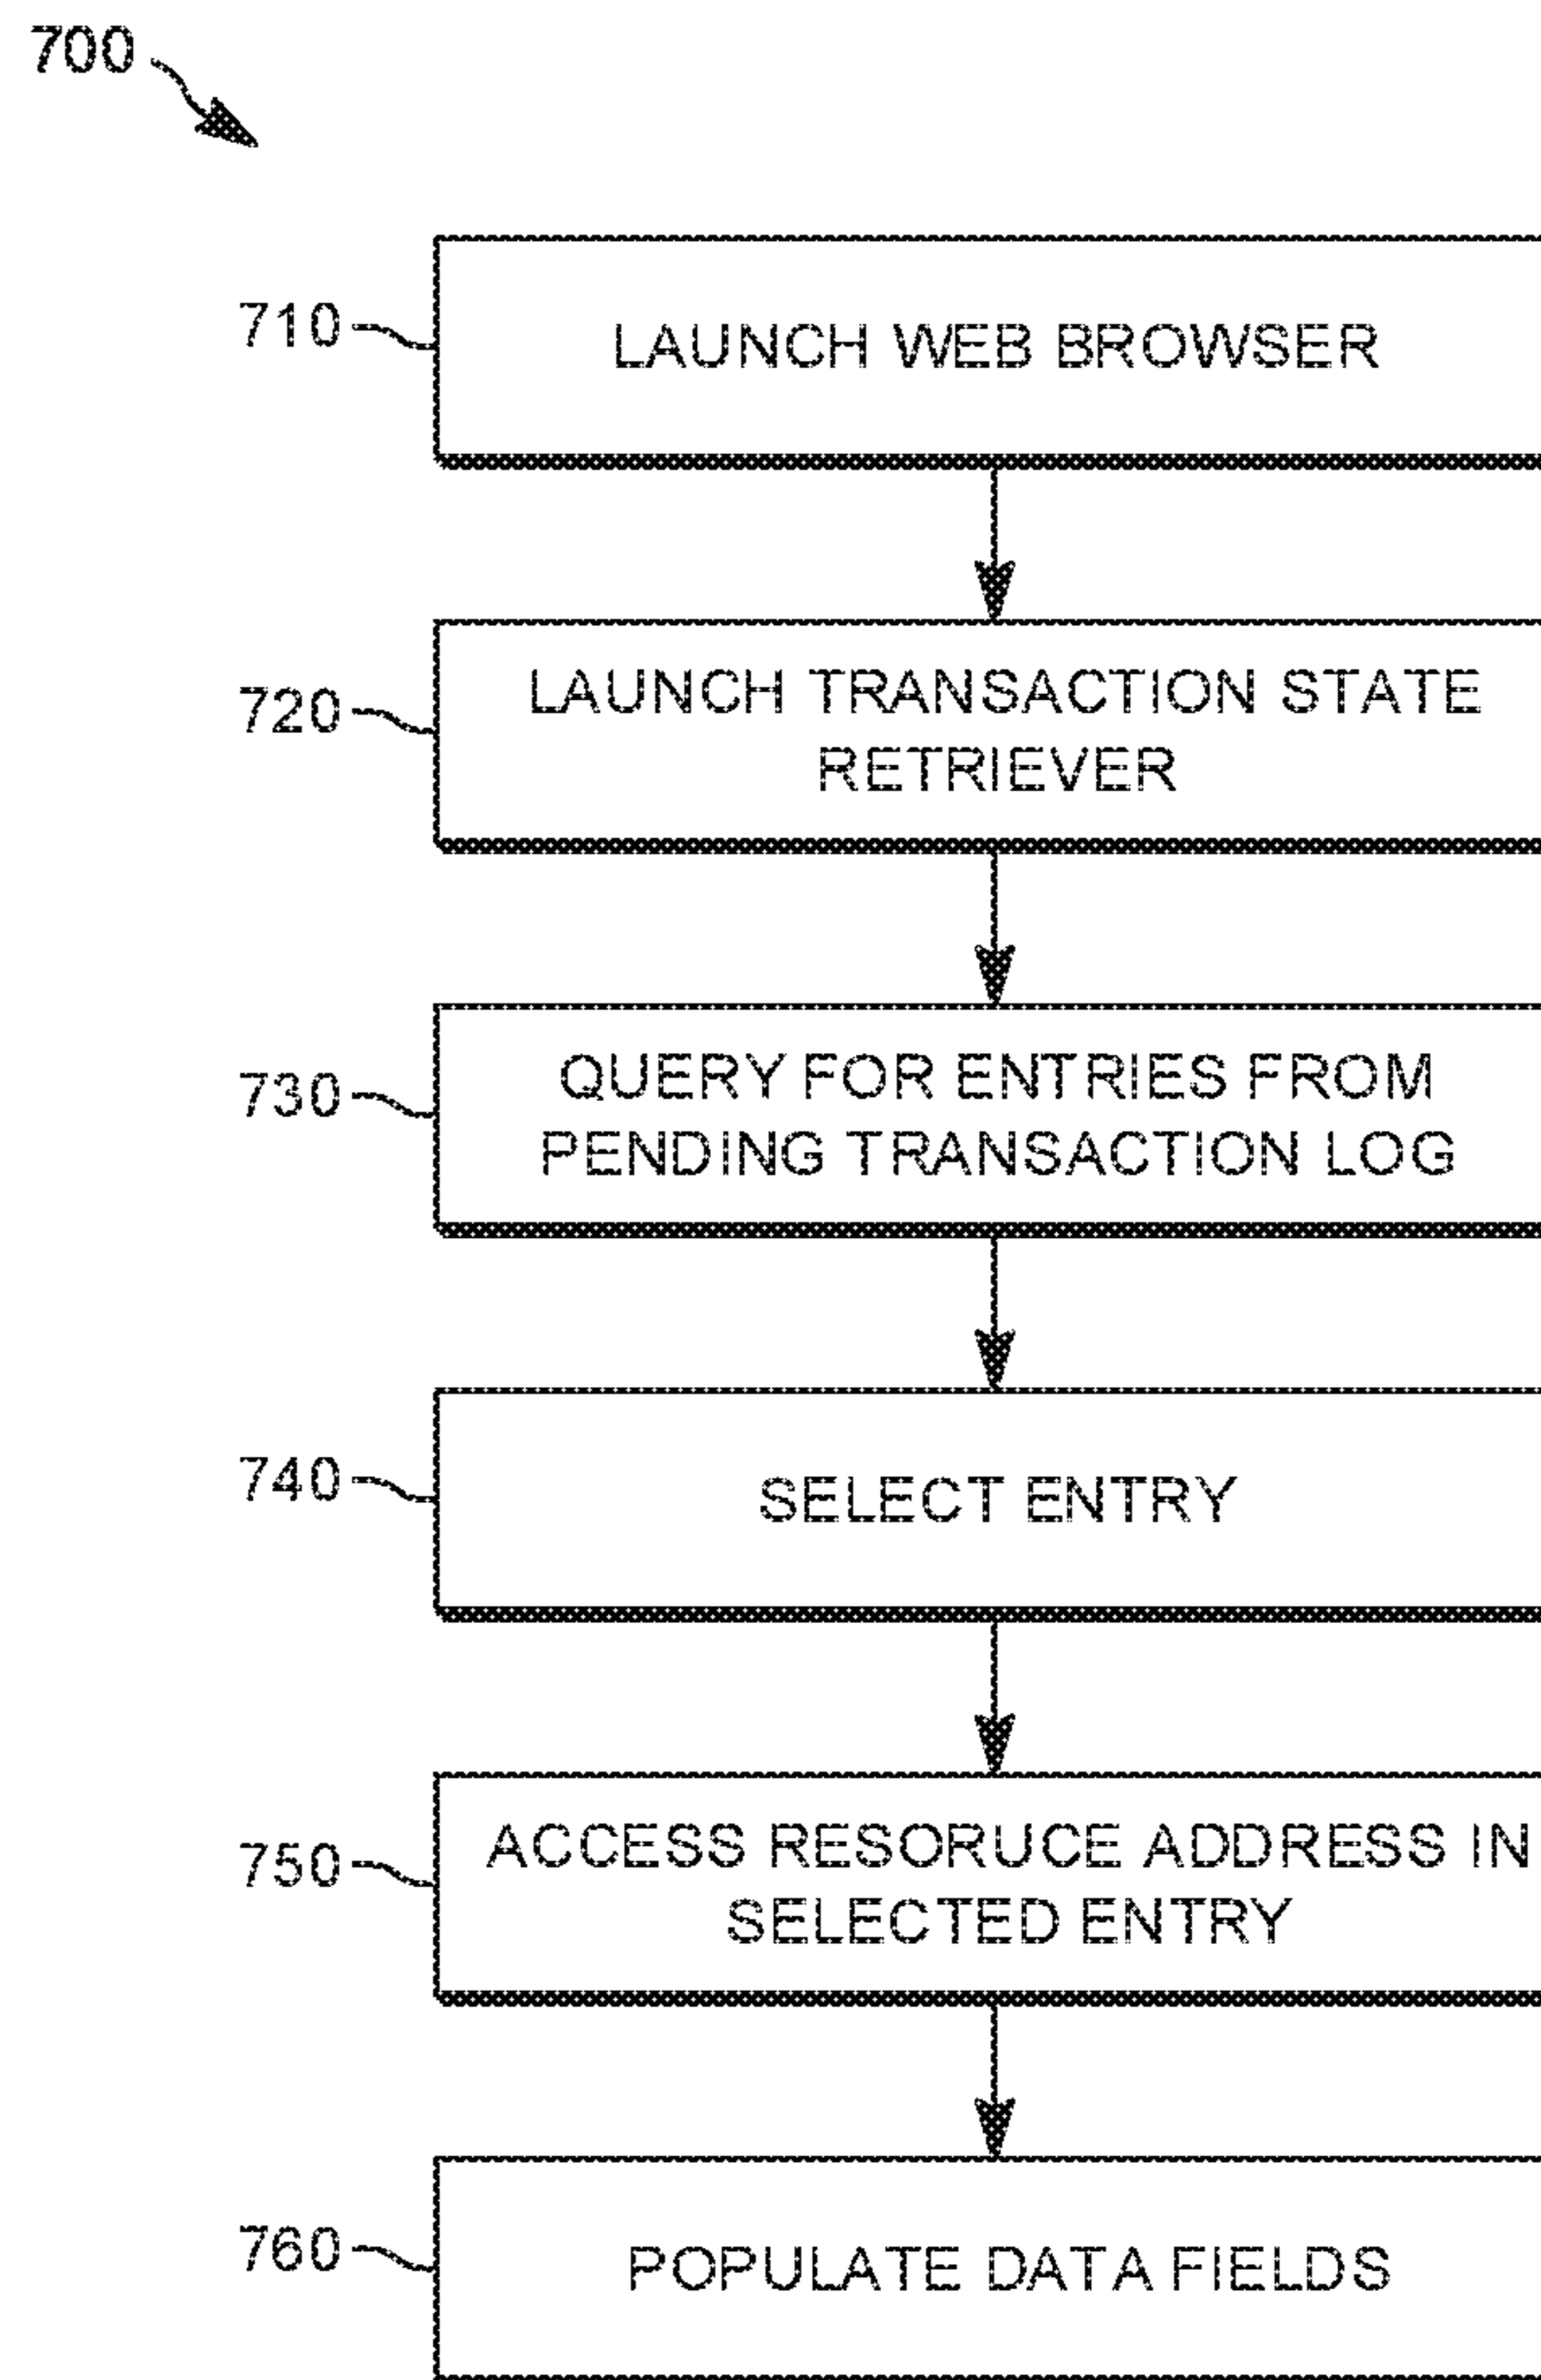 700
710
LAUNCH WEB BROWSER
720
LAUNCH TRANSACTION STATE
RETRIEVER
730
QUERY FOR ENTRIES FROM
PENDING TRANSACTION LOG
740
SELECT ENTRY
750
ACCESS RESORUCE ADDRESS IN
SELECTED ENTRY
760
POPULATE DATA FIELDS